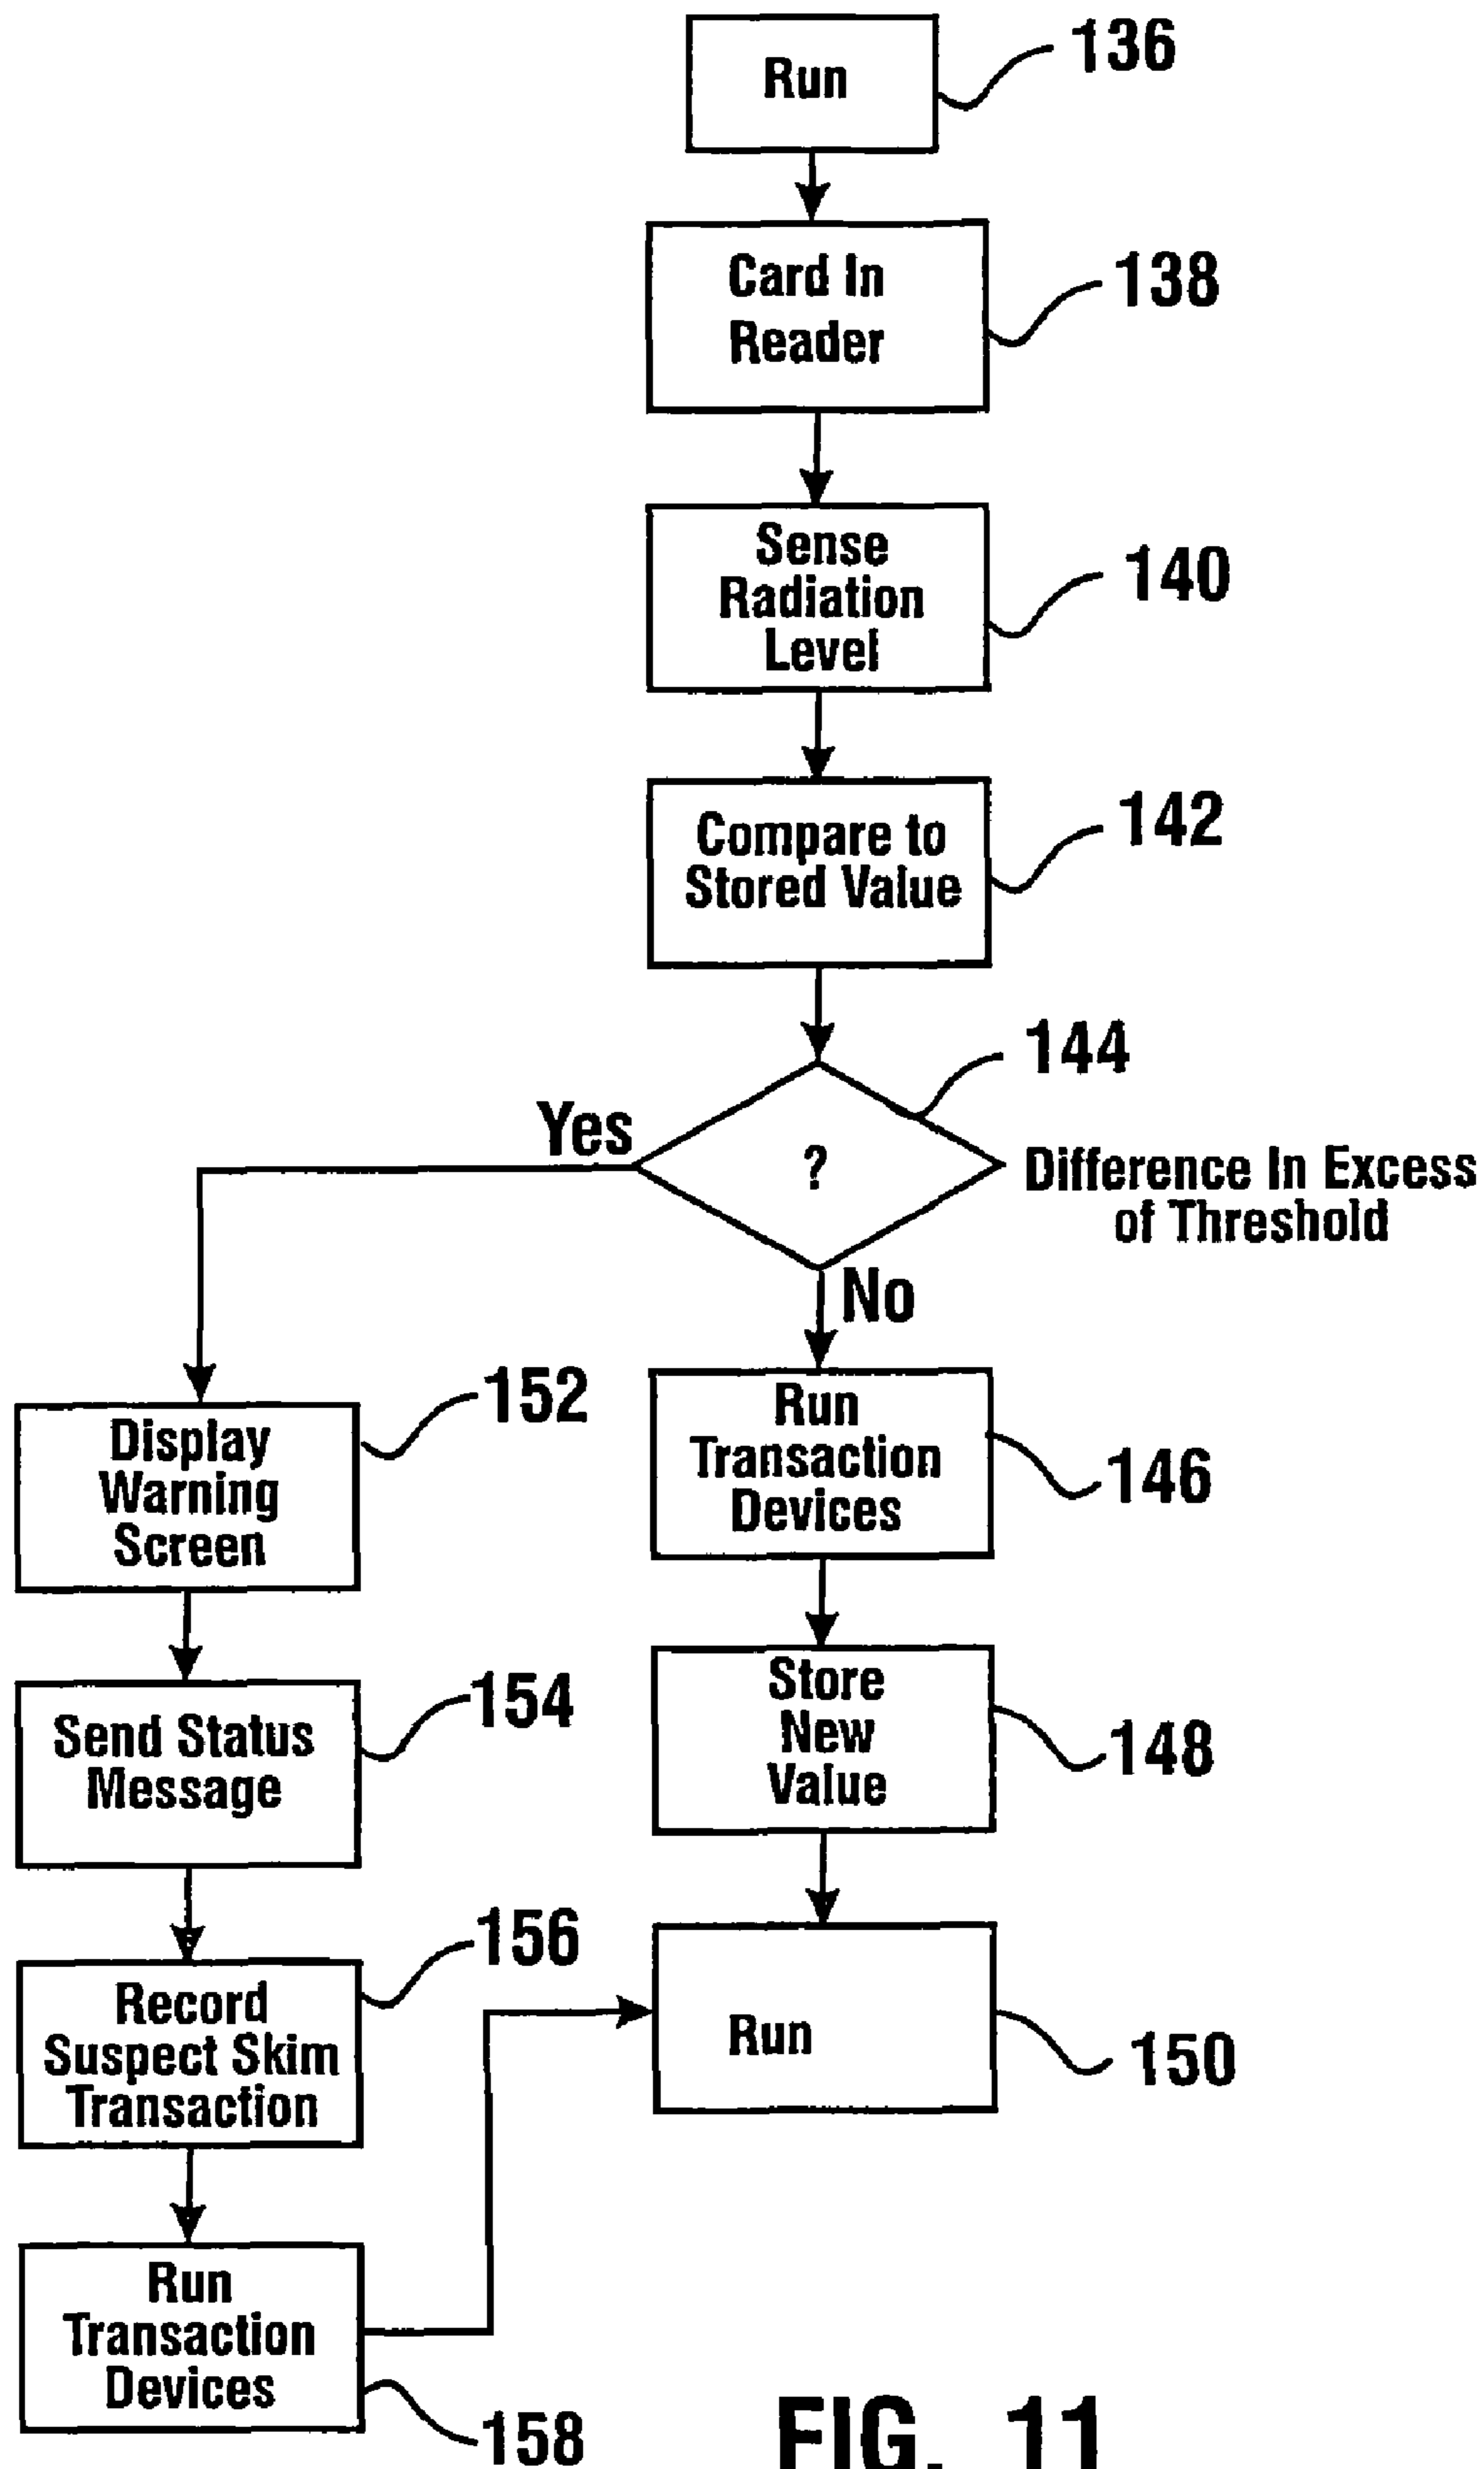 Run
136
Card In
Reader
138
Sense
Radiation
Level
140
Compare to
Stored Value
142
144
Yes
?
Difference In Excess
of Threshold
No
Run
Transaction
Devices
146
Display
Warning
Screen
152
Store
New
Value
148
Send Status
Message
154
Run
150
Record
Suspect Skim
Transaction
156
Run
Transaction
Devices
158
FIG. 11